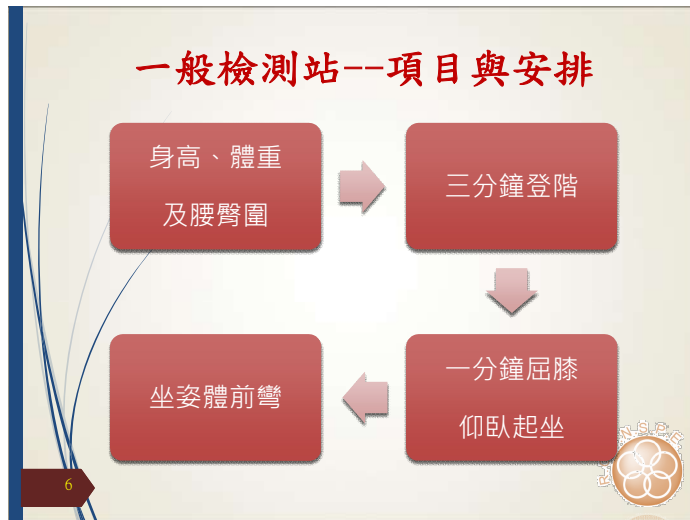 一般檢測站--項目與安排
身高、體重
及腰臀圍
三分鐘登階
一分鐘屈膝
仰臥起坐
坐姿體前彎
6